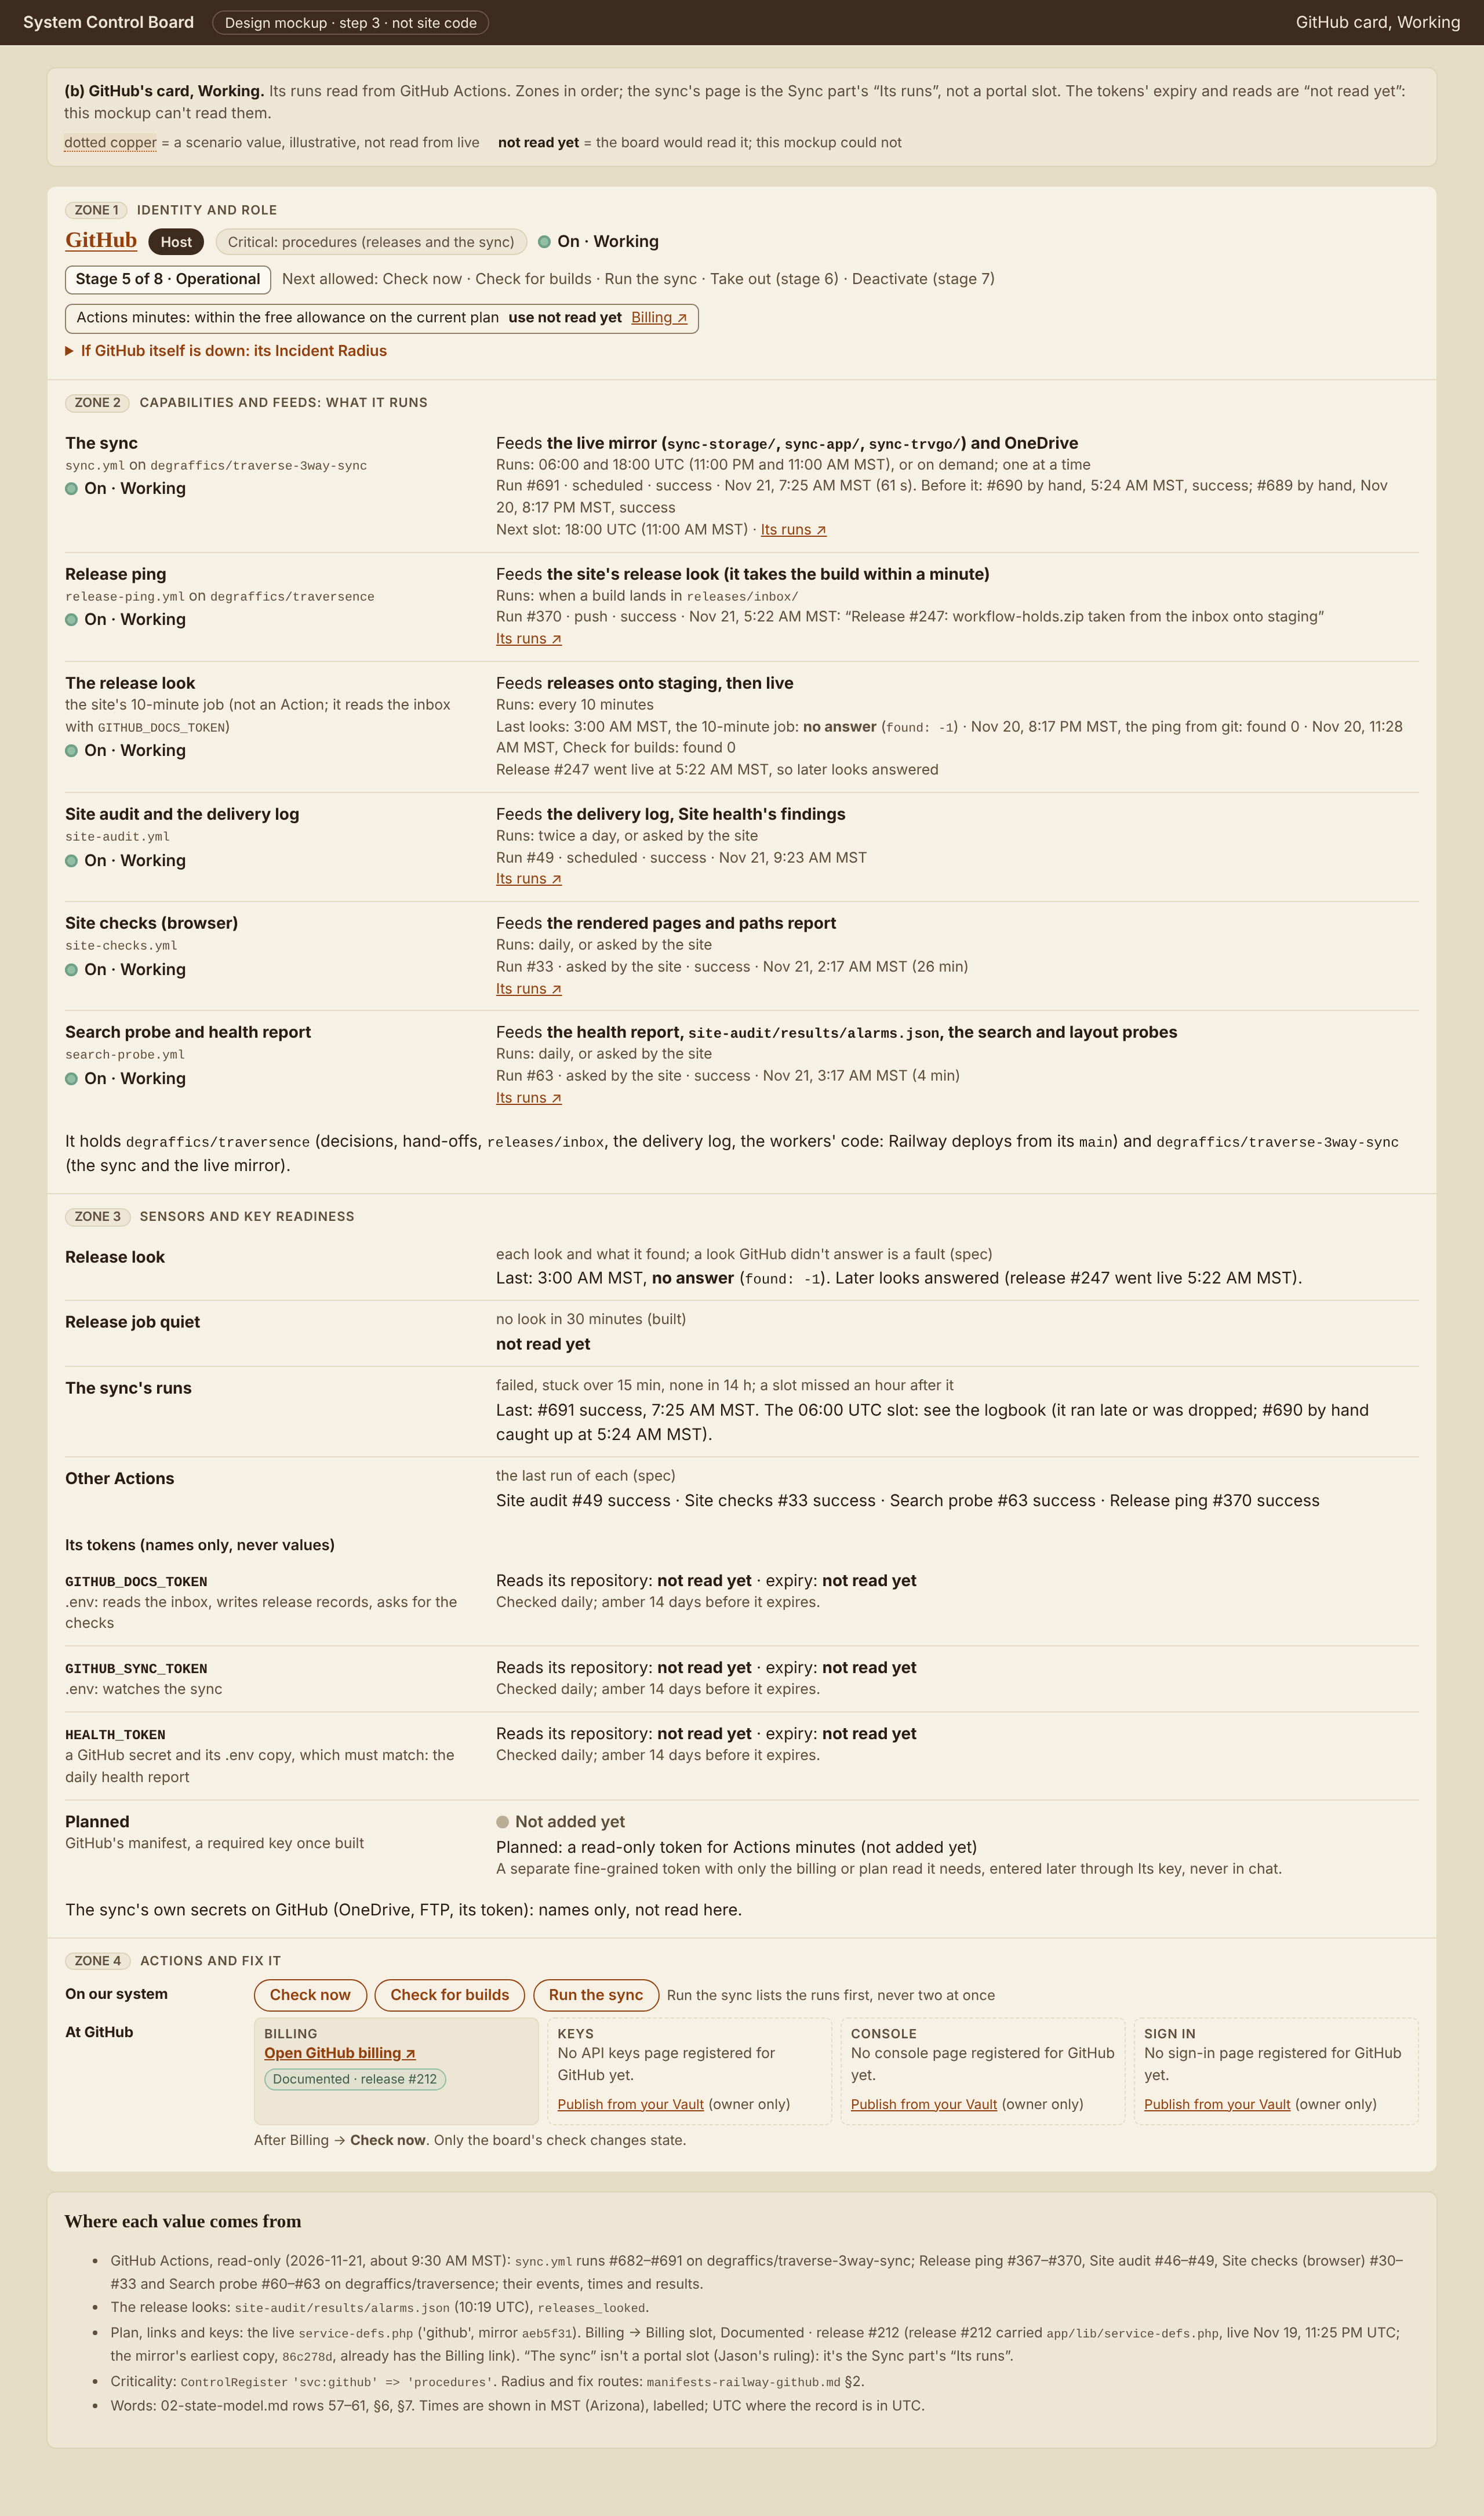 System Control Board
Design mockup · step 3 · not site code
GitHub card, Working
(b) GitHub's card, Working. Its runs read from GitHub Actions. Zones in order; the sync's page is the Sync part's “Its runs”, not a portal slot. The tokens' expiry and reads are “not read yet”:
this mockup can't read them.
dotted copper = a scenario value, illustrative, not read from live not read yet = the board would read it; this mockup could not
ZONE 1 IDENTITY AND ROLE
GitHub Host Critical: procedures (releases and the sync) On · Working
Stage 5 of 8 · Operational Next allowed: Check now · Check for builds · Run the sync · Take out (stage 6) · Deactivate (stage 7)
Actions minutes: within the free allowance on the current plan use not read yet Billing ↗
▶ If GitHub itself is down: its Incident Radius
ZONE 2 CAPABILITIES AND FEEDS: WHAT IT RUNS
The sync
sync.yml on degraffics/traverse-3way-sync
On · Working
Feeds the live mirror (sync-storage/, sync-app/, sync-trvgo/) and OneDrive
Runs: 06:00 and 18:00 UTC (11:00 PM and 11:00 AM MST), or on demand; one at a time
Run #691 · scheduled · success · Nov 21, 7:25 AM MST (61 s). Before it: #690 by hand, 5:24 AM MST, success; #689 by hand, Nov
20, 8:17 PM MST, success
Next slot: 18:00 UTC (11:00 AM MST) · Its runs ↗
Release ping
release-ping.yml on degraffics/traversence
On · Working
Feeds the site's release look (it takes the build within a minute)
Runs: when a build lands in releases/inbox/
Run #370 · push · success · Nov 21, 5:22 AM MST: “Release #247: workflow-holds.zip taken from the inbox onto staging”
Its runs ↗
The release look
the site's 10-minute job (not an Action; it reads the inbox
with GITHUB_DOCS_TOKEN)
On · Working
Feeds releases onto staging, then live
Runs: every 10 minutes
Last looks: 3:00 AM MST, the 10-minute job: no answer (found: -1) · Nov 20, 8:17 PM MST, the ping from git: found 0 · Nov 20, 11:28
AM MST, Check for builds: found 0
Release #247 went live at 5:22 AM MST, so later looks answered
Site audit and the delivery log
site-audit.yml
On · Working
Feeds the delivery log, Site health's findings
Runs: twice a day, or asked by the site
Run #49 · scheduled · success · Nov 21, 9:23 AM MST
Its runs ↗
Site checks (browser)
site-checks.yml
On · Working
Feeds the rendered pages and paths report
Runs: daily, or asked by the site
Run #33 · asked by the site · success · Nov 21, 2:17 AM MST (26 min)
Its runs ↗
Search probe and health report
search-probe.yml
On · Working
Feeds the health report, site-audit/results/alarms.json, the search and layout probes
Runs: daily, or asked by the site
Run #63 · asked by the site · success · Nov 21, 3:17 AM MST (4 min)
Its runs ↗
It holds degraffics/traversence (decisions, hand-offs, releases/inbox, the delivery log, the workers' code: Railway deploys from its main) and degraffics/traverse-3way-sync
(the sync and the live mirror).
ZONE 3 SENSORS AND KEY READINESS
Release look
each look and what it found; a look GitHub didn't answer is a fault (spec)
Last: 3:00 AM MST, no answer (found: -1). Later looks answered (release #247 went live 5:22 AM MST).
Release job quiet
no look in 30 minutes (built)
not read yet
The sync's runs
failed, stuck over 15 min, none in 14 h; a slot missed an hour after it
Last: #691 success, 7:25 AM MST. The 06:00 UTC slot: see the logbook (it ran late or was dropped; #690 by hand
caught up at 5:24 AM MST).
Other Actions
the last run of each (spec)
Site audit #49 success · Site checks #33 success · Search probe #63 success · Release ping #370 success
Its tokens (names only, never values)
GITHUB_DOCS_TOKEN
.env: reads the inbox, writes release records, asks for the
checks
Reads its repository: not read yet · expiry: not read yet
Checked daily; amber 14 days before it expires.
GITHUB_SYNC_TOKEN
.env: watches the sync
Reads its repository: not read yet · expiry: not read yet
Checked daily; amber 14 days before it expires.
HEALTH_TOKEN
a GitHub secret and its .env copy, which must match: the
daily health report
Reads its repository: not read yet · expiry: not read yet
Checked daily; amber 14 days before it expires.
Planned
GitHub's manifest, a required key once built
Not added yet
Planned: a read-only token for Actions minutes (not added yet)
A separate fine-grained token with only the billing or plan read it needs, entered later through Its key, never in chat.
The sync's own secrets on GitHub (OneDrive, FTP, its token): names only, not read here.
ZONE 4 ACTIONS AND FIX IT
On our system
Check now Check for builds Run the sync Run the sync lists the runs first, never two at once
At GitHub
BILLING
Open GitHub billing ↗
Documented · release #212
KEYS
No API keys page registered for
GitHub yet.
Publish from your Vault (owner only)
CONSOLE
No console page registered for GitHub
yet.
Publish from your Vault (owner only)
SIGN IN
No sign-in page registered for GitHub
yet.
Publish from your Vault (owner only)
After Billing → Check now. Only the board's check changes state.
Where each value comes from
• GitHub Actions, read-only (2026-11-21, about 9:30 AM MST): sync.yml runs #682–#691 on degraffics/traverse-3way-sync; Release ping #367–#370, Site audit #46–#49, Site checks (browser) #30–
#33 and Search probe #60–#63 on degraffics/traversence; their events, times and results.
• The release looks: site-audit/results/alarms.json (10:19 UTC), releases_looked.
• Plan, links and keys: the live service-defs.php ('github', mirror aeb5f31). Billing → Billing slot, Documented · release #212 (release #212 carried app/lib/service-defs.php, live Nov 19, 11:25 PM UTC;
the mirror's earliest copy, 86c278d, already has the Billing link). “The sync” isn't a portal slot (Jason's ruling): it's the Sync part's “Its runs”.
• Criticality: ControlRegister 'svc:github' => 'procedures'. Radius and fix routes: manifests-railway-github.md §2.
• Words: 02-state-model.md rows 57–61, §6, §7. Times are shown in MST (Arizona), labelled; UTC where the record is in UTC.